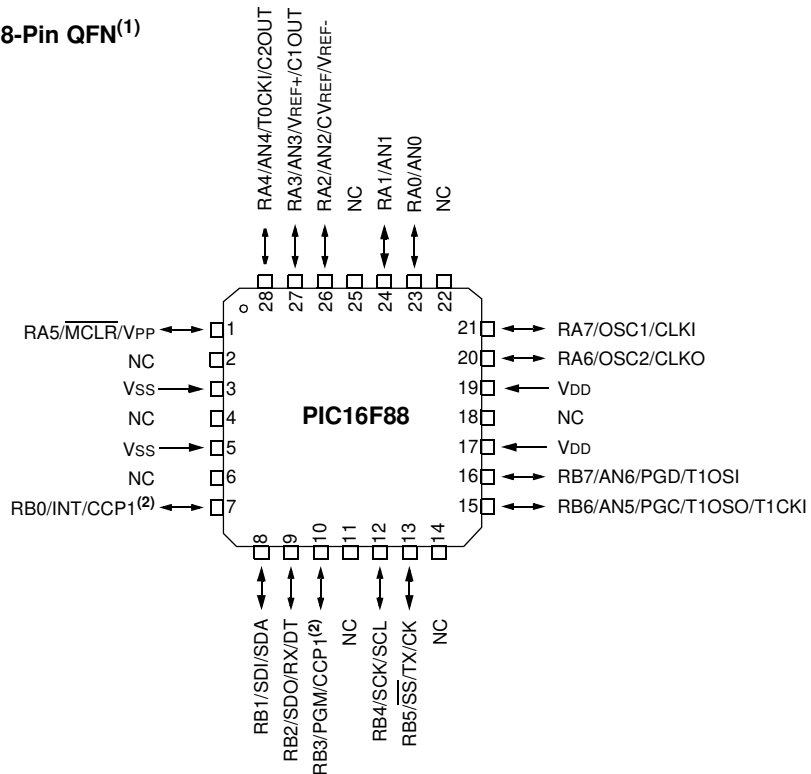 8-Pin QFN(1)
RA4/AN4/T0CKI/C2OUT
RA3/AN3/VREF+/C1OUT
RA2/AN2/CVREF/VREF-
NC
RA1/AN1
RA0/AN0
NC
28
27
26
25
24
23
22
RA5/MCLR/VPP 1
NC 2
VSS 3
NC 4
VSS 5
NC 6
RB0/INT/CCP1(2) 7
PIC16F88
21 RA7/OSC1/CLKI
20 RA6/OSC2/CLKO
19 VDD
18 NC
17 VDD
16 RB7/AN6/PGD/T1OSI
15 RB6/AN5/PGC/T1OSO/T1CKI
8
9
10
11
12
13
14
RB1/SDI/SDA
RB2/SDO/RX/DT
RB3/PGM/CCP1(2)
NC
RB4/SCK/SCL
RB5/SS/TX/CK
NC